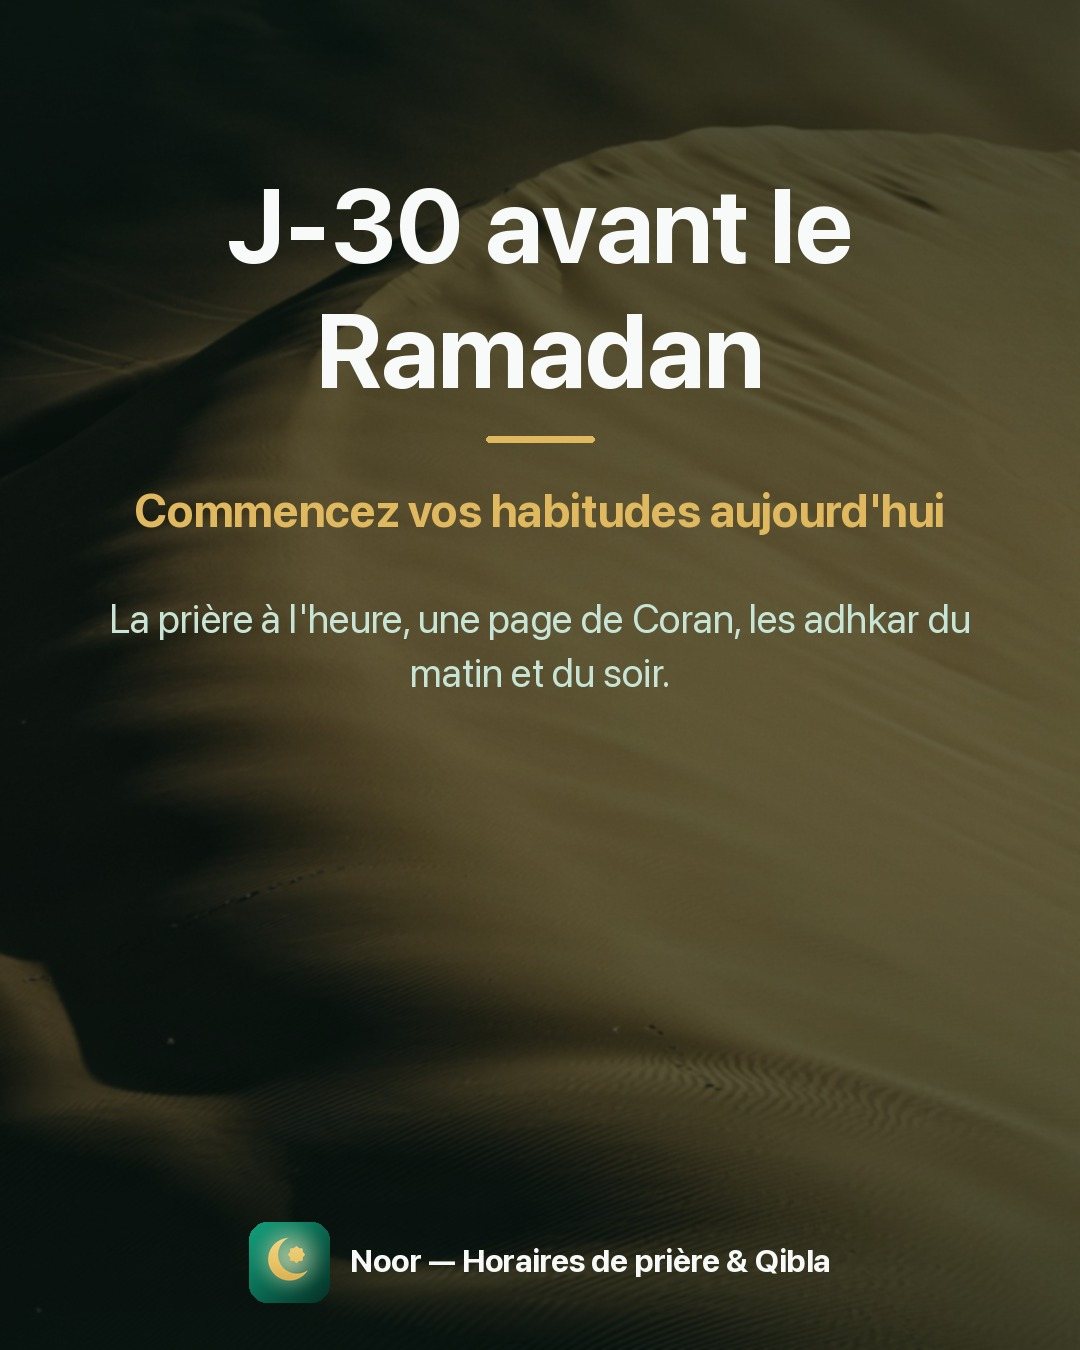 J-30 avant le
Ramadan
Commencez vos habitudes aujourd'hui
La prière à l'heure, une page de Coran, les adhkar du
matin et du soir.
Noor — Horaires de prière & Qibla